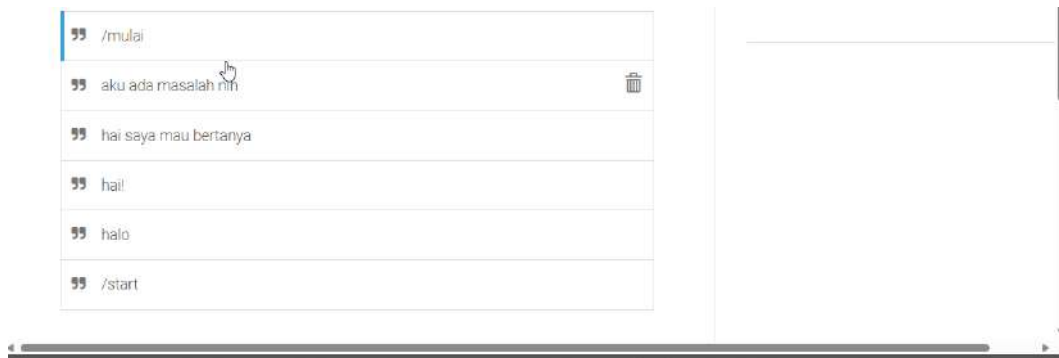 /mulai
aku ada masalah nih
hai saya mau bertanya
hai!
halo
/start